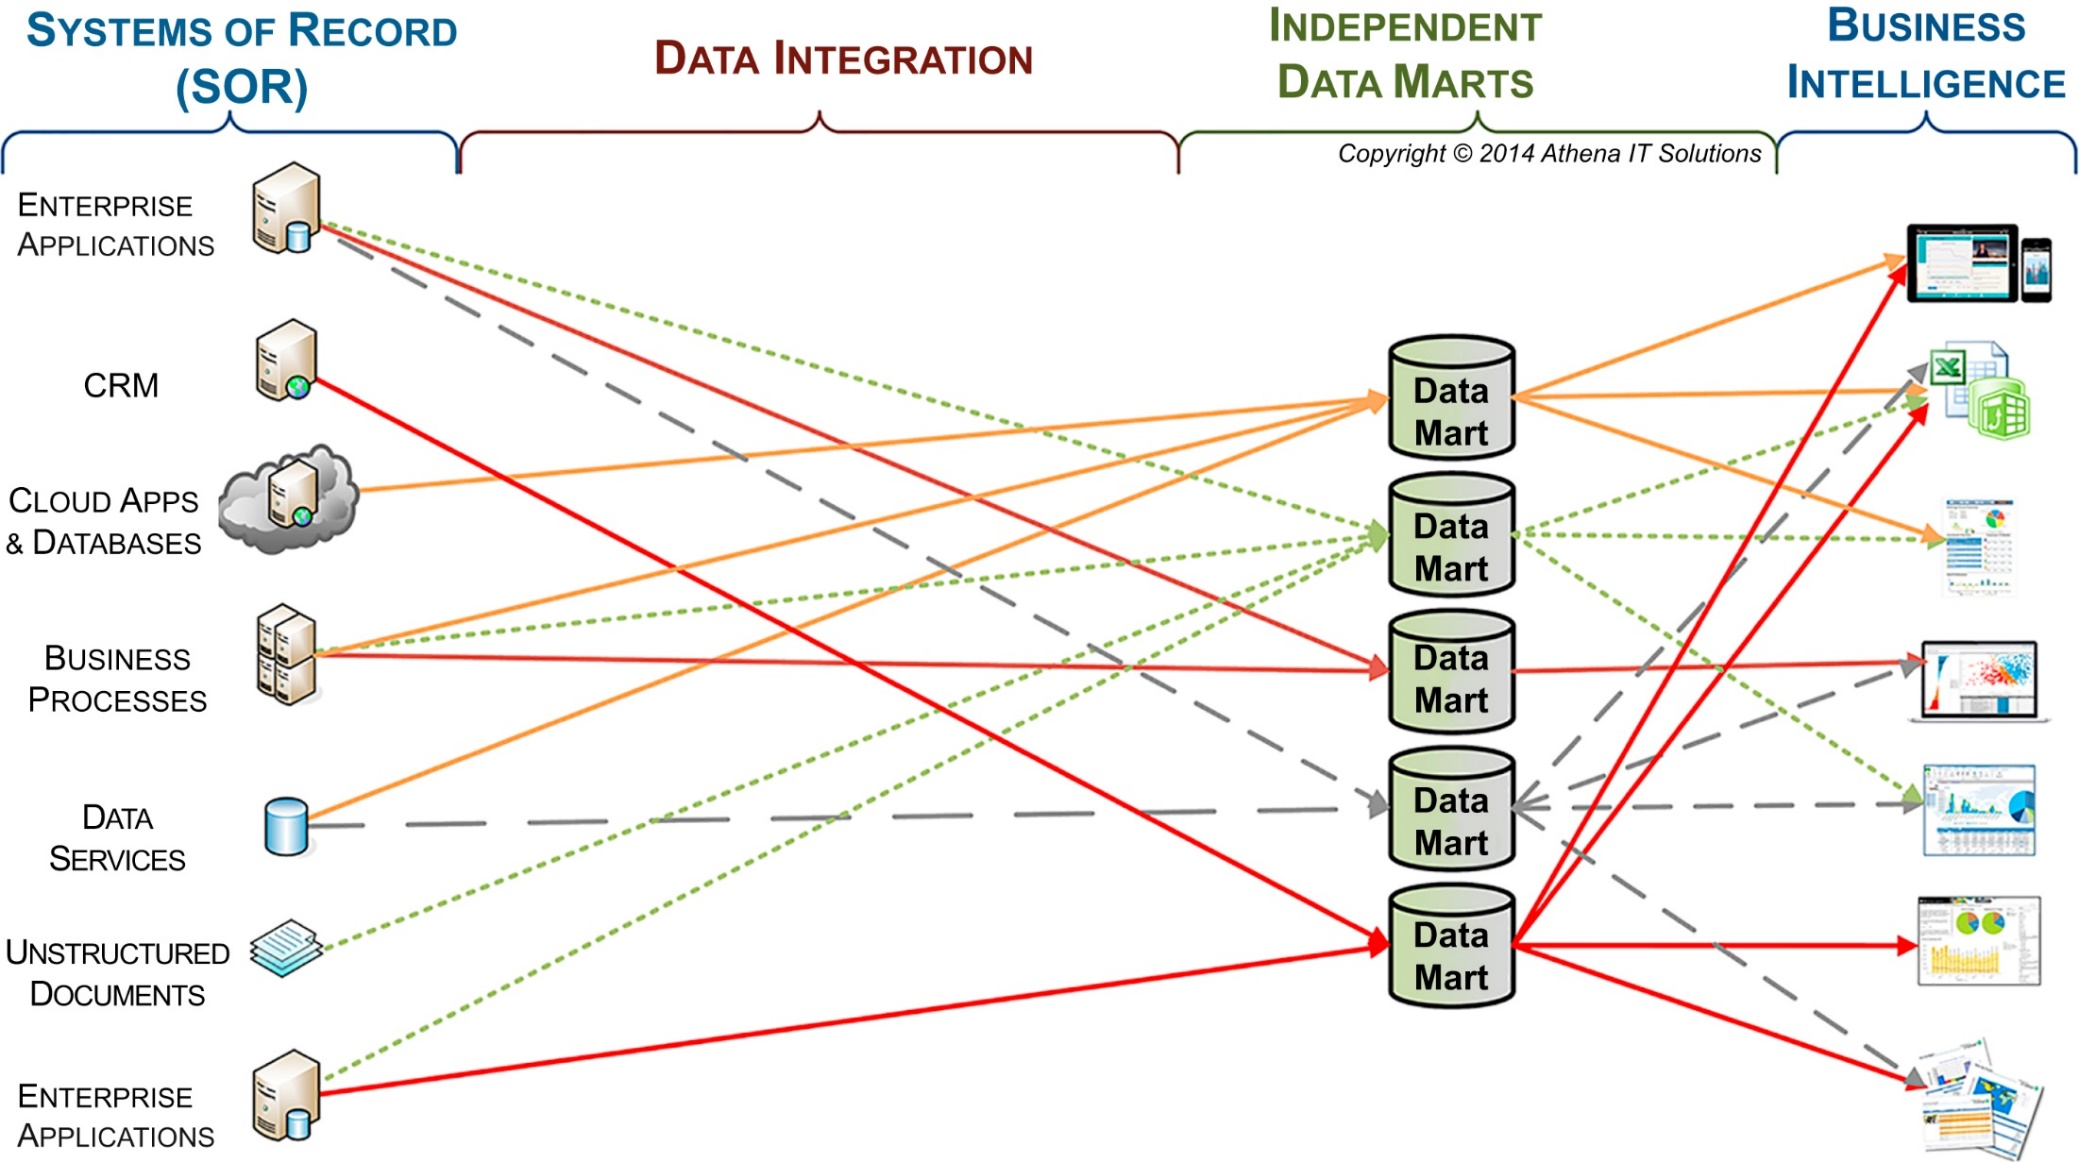 SYSTEMS OF RECORD
(SOR)
DATA INTEGRATION
INDEPENDENT
DATA MARTS
BUSINESS
INTELLIGENCE
Copyright © 2014 Athena IT Solutions
ENTERPRISE
APPLICATIONS
CRM
CLOUD APPS
& DATABASES
BUSINESS
PROCESSES
DATA
SERVICES
UNSTRUCTURED
DOCUMENTS
ENTERPRISE
APPLICATIONS
Data
Mart
Data
Mart
Data
Mart
Data
Mart
Data
Mart